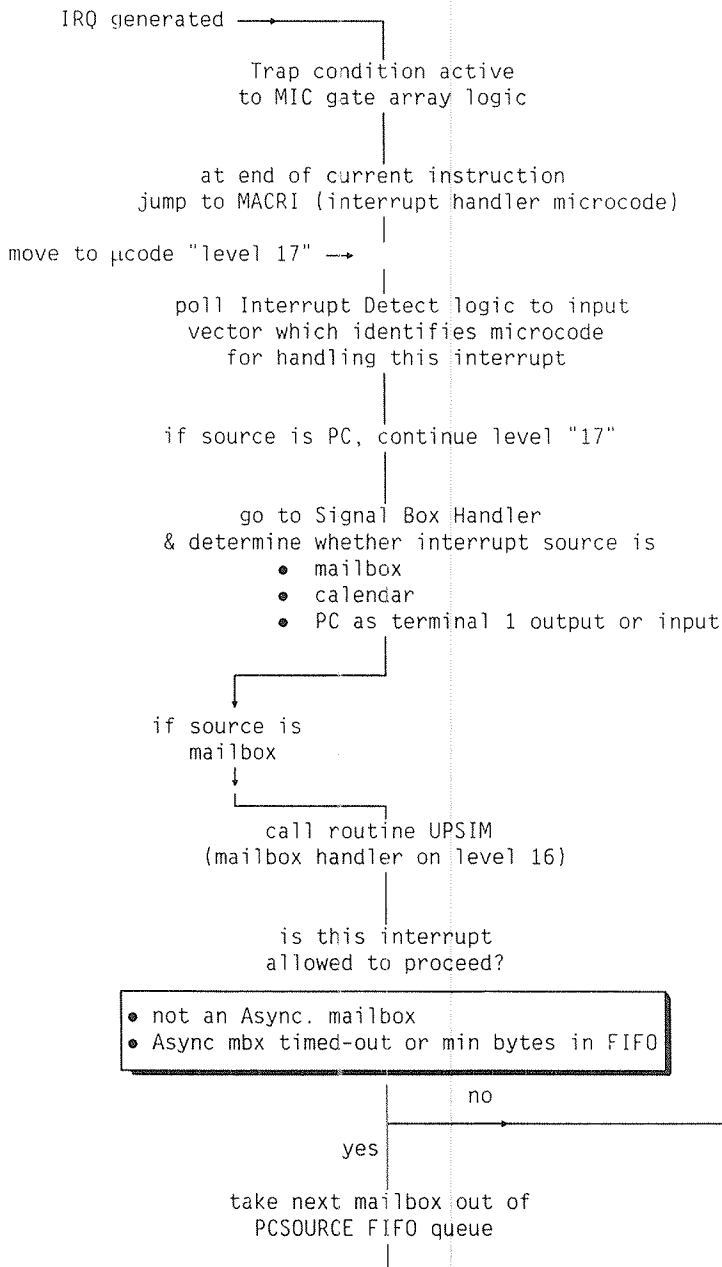 IRQ generated
Trap condition active
to MIC gate array logic
at end of current instruction
jump to MACRI (interrupt handler microcode)
move to μcode "level 17"
poll Interrupt Detect logic to input
vector which identifies microcode
for handling this interrupt
if source is PC, continue level "17"
go to Signal Box Handler
& determine whether interrupt source is
• mailbox
• calendar
• PC as terminal 1 output or input
if source is
mailbox
call routine UPSIM
(mailbox handler on level 16)
is this interrupt
allowed to proceed?
• not an Async. mailbox
• Async mbx timed-out or min bytes in FIFO
no
yes
take next mailbox out of
PCSOURCE FIFO queue